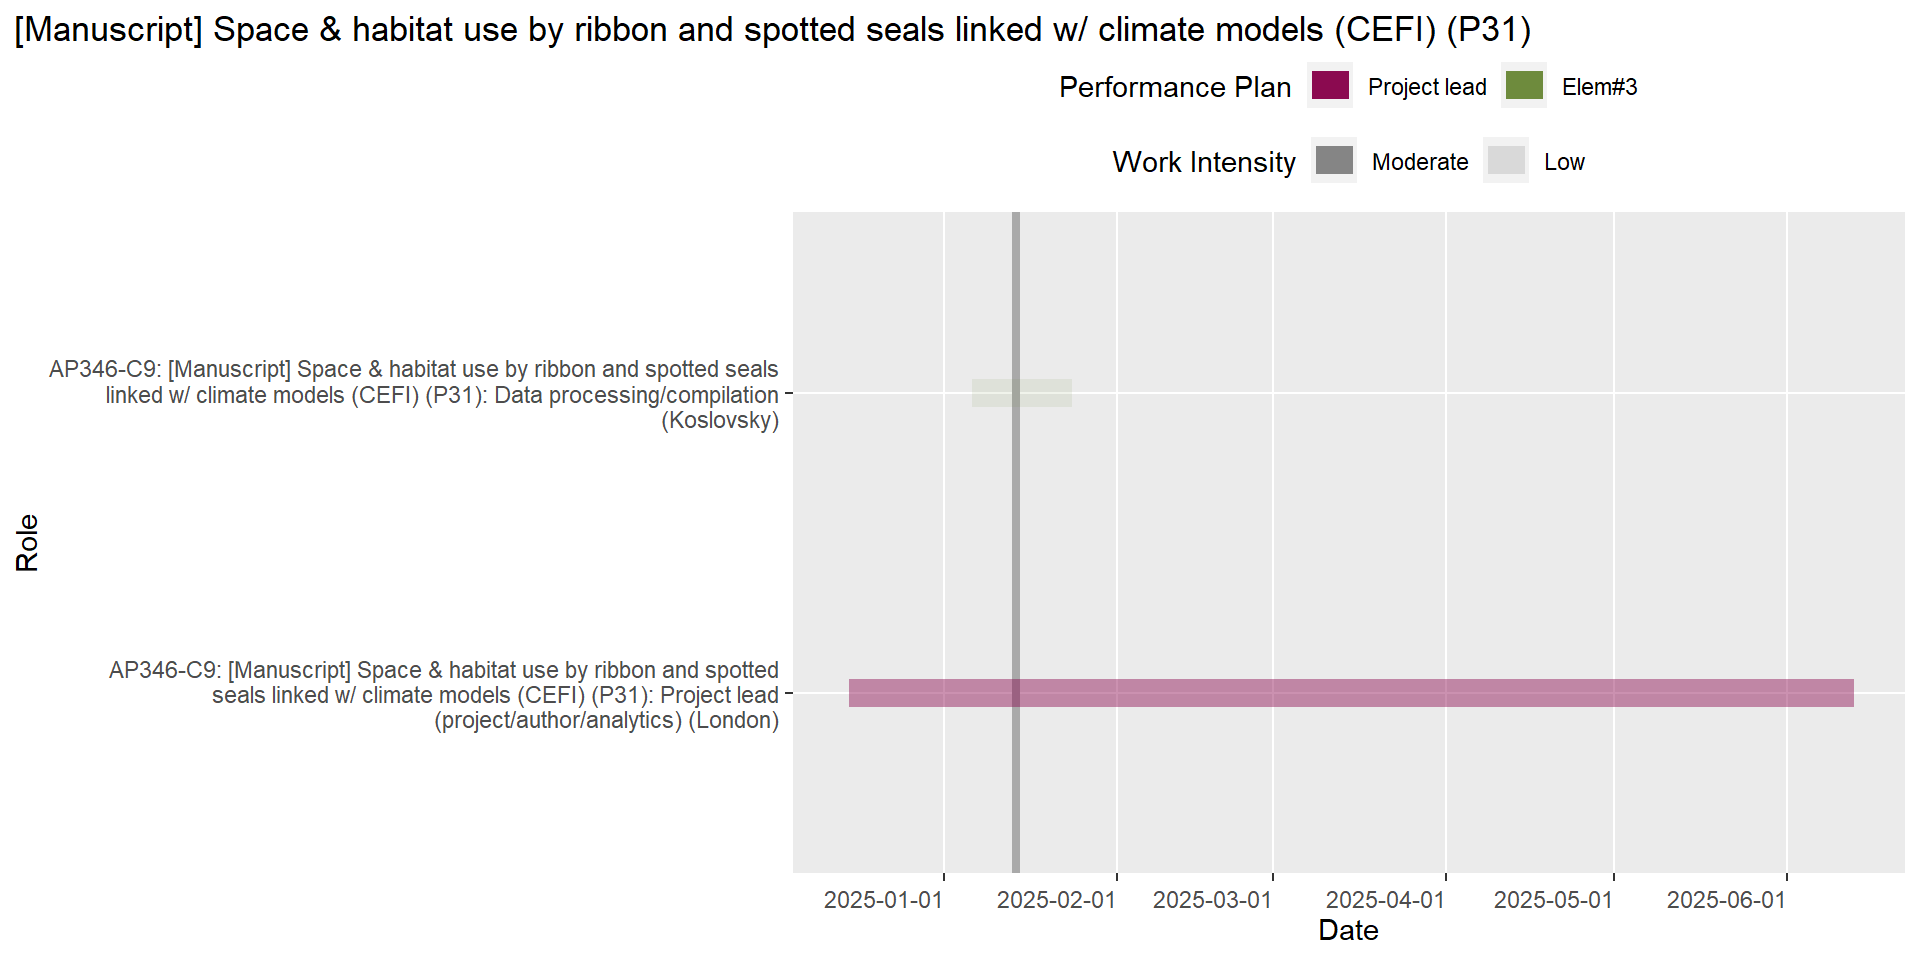 [Manuscript] Space & habitat use by ribbon and spotted seals linked w/ climate models (CEFI) (P31)
Performance Plan Project lead Elem#3
Work Intensity Moderate Low
AP346-C9: [Manuscript] Space & habitat use by ribbon and spotted seals
linked w/ climate models (CEFI) (P31): Data processing/compilation
(Koslovsky)
Role
AP346-C9: [Manuscript] Space & habitat use by ribbon and spotted
seals linked w/ climate models (CEFI) (P31): Project lead
(project/author/analytics) (London)
2025-01-01 2025-02-01 2025-03-01 2025-04-01 2025-05-01 2025-06-01
Date